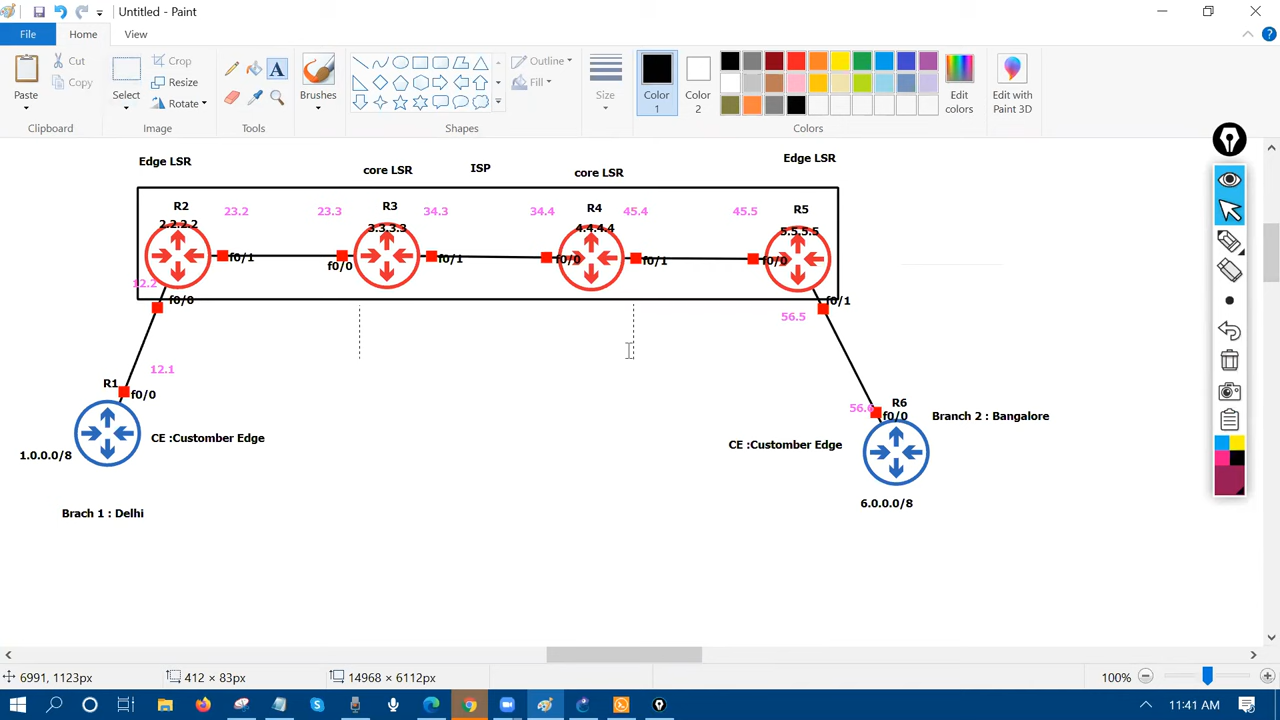 Untitled - Paint
File
Home
View
Paste
Cut
Copy
Clipboard
Select
Crop
Resize
Rotate
Image
A
Tools
Brushes
Outline
Fill
Shapes
Size
Color
1
Color
2
Edit
colors
Colors
Edit with
Paint 3D
Edge LSR
core LSR
ISP
core LSR
Edge LSR
R2
2.2.2.2
23.2
23.3
R3
3.3.3.3
34.3
34.4
R4
4.4.4.4
45.4
45.5
R5
5.5.5.5
f0/1
f0/0
f0/1
f0/0
f0/1
f0/0
12.2
f0/0
f0/1
56.5
12.1
R1
f0/0
CE :Custumber Edge
1.0.0.0/8
Brach 1 : Delhi
56.6
R6
f0/0
Branch 2 : Bangalore
CE :Custumber Edge
6.0.0.0/8
6991, 1123px
412 × 83px
14968 × 6112px
100%
11:41 AM